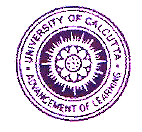 UNIVERSITY OF CALCUTTA
ADVANCEMENT OF LEARNING